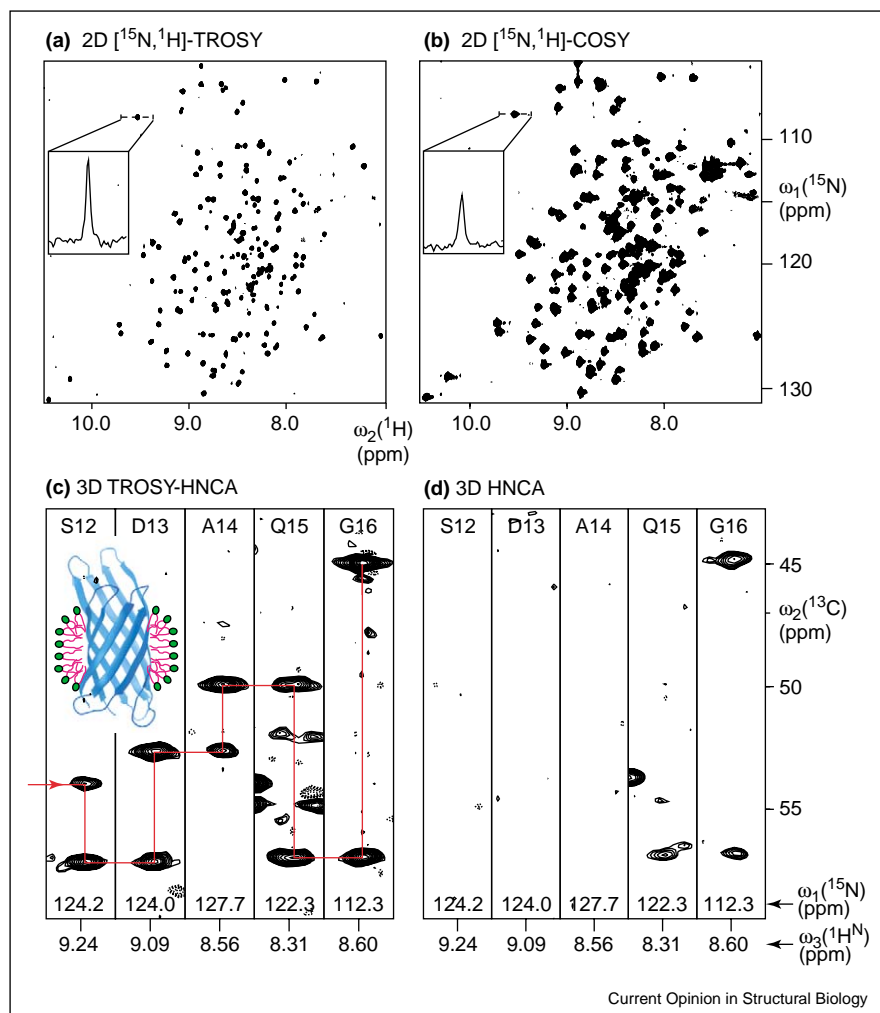 (a) 2D [¹⁵N,¹H]-TROSY
(b) 2D [¹⁵N,¹H]-COSY
110
ω₁(¹⁵N)
(ppm)
120
130
10.0 9.0 8.0
ω₂(¹H)
(ppm)
10.0 9.0 8.0
(c) 3D TROSY-HNCA
S12 D13 A14 Q15 G16
124.2 124.0 127.7 122.3 112.3
9.24 9.09 8.56 8.31 8.60
(d) 3D HNCA
S12 D13 A14 Q15 G16
45
ω₂(¹³C)
(ppm)
50
55
124.2 124.0 127.7 122.3 112.3
ω₁(¹⁵N)
(ppm)
9.24 9.09 8.56 8.31 8.60
ω₃(¹Hᴺ)
(ppm)
Current Opinion in Structural Biology